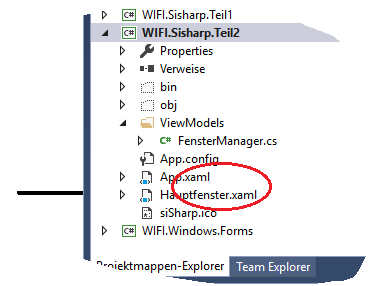 C# WIFI.Sisharp.Teil1
C# WIFI.Sisharp.Teil2
Properties
Verweise
bin
obj
ViewModels
C# FensterManager.cs
App.config
App.xaml
Hauptfenster.xaml
siSharp.ico
C# WIFI.Windows.Forms
Projektmappen-Explorer Team Explorer